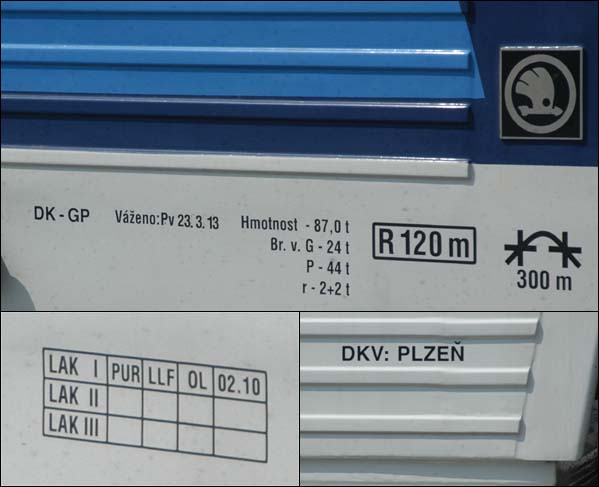 DK - GP
Váženo: Pv 23.3.13
Hmotnost - 87,0 t
Br. v. G - 24 t
P - 44 t
r - 2+2 t
R 120 m
300 m
LAK I PUR LLF OL 02.10
LAK II
LAK III
DKV: PLZEŇ